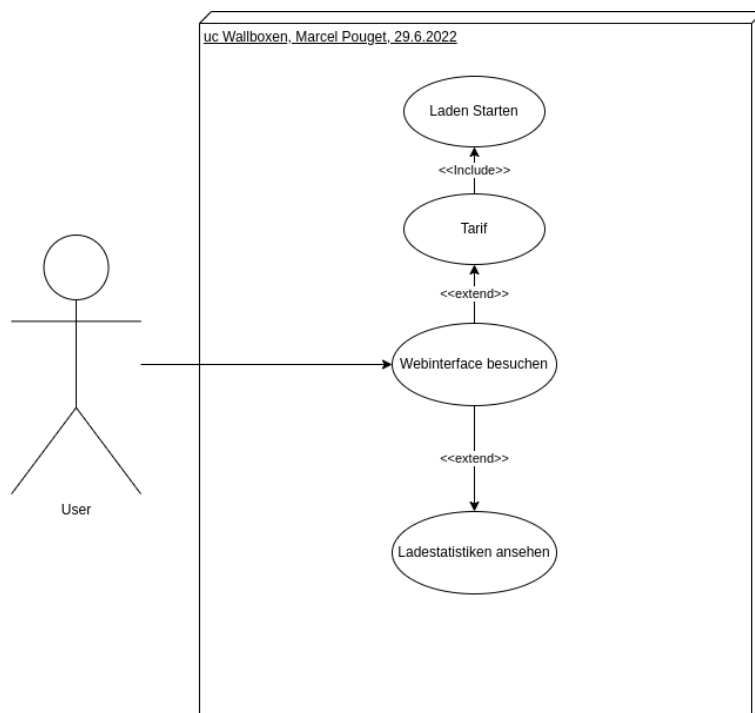 uc Wallboxen, Marcel Pouget, 29.6.2022
Laden Starten
<<Include>>
Tarif
<<extend>>
Webinterface besuchen
<<extend>>
User
Ladestatistiken ansehen